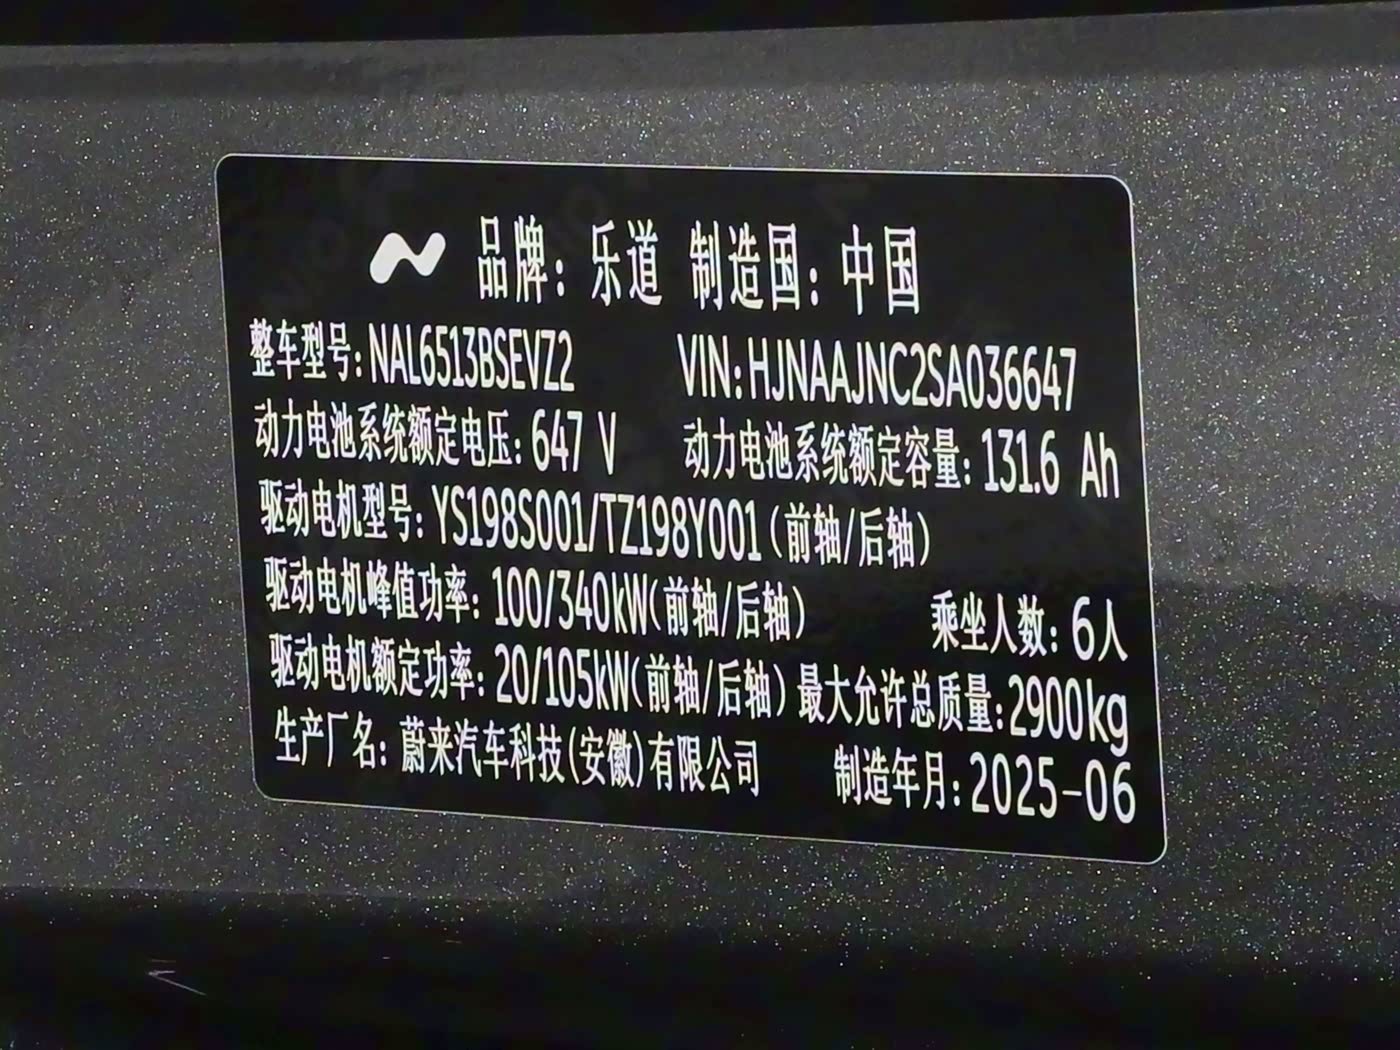 品牌：乐道 制造国：中国
整车型号：NAL6513BSEVZ2 VIN：HJNAAJNC2SA036647
动力电池系统额定电压：647 V 动力电池系统额定容量：131.6 Ah
驱动电机型号：YS198S001/TZ198Y001（前轴/后轴）
驱动电机峰值功率：100/340kW（前轴/后轴） 乘坐人数：6人
驱动电机额定功率：20/105kW（前轴/后轴） 最大允许总质量：2900kg
生产厂名：蔚来汽车科技（安徽）有限公司 制造年月：2025-06